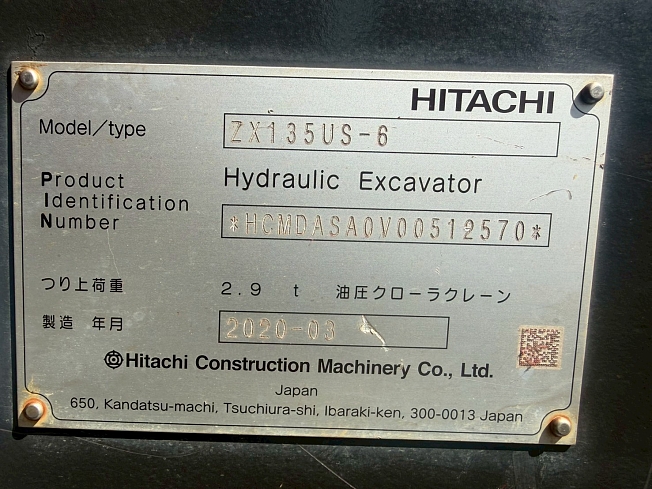 HITACHI
Model/type ZX135US-6
Product Hydraulic Excavator
Identification
Number *HCMDASA0V00512570*
つり上荷重 2.9 t 油圧クローラクレーン
製造 年月 2020-03
Hitachi Construction Machinery Co., Ltd.
Japan
650, Kandatsu-machi, Tsuchiura-shi, Ibaraki-ken, 300-0013 Japan